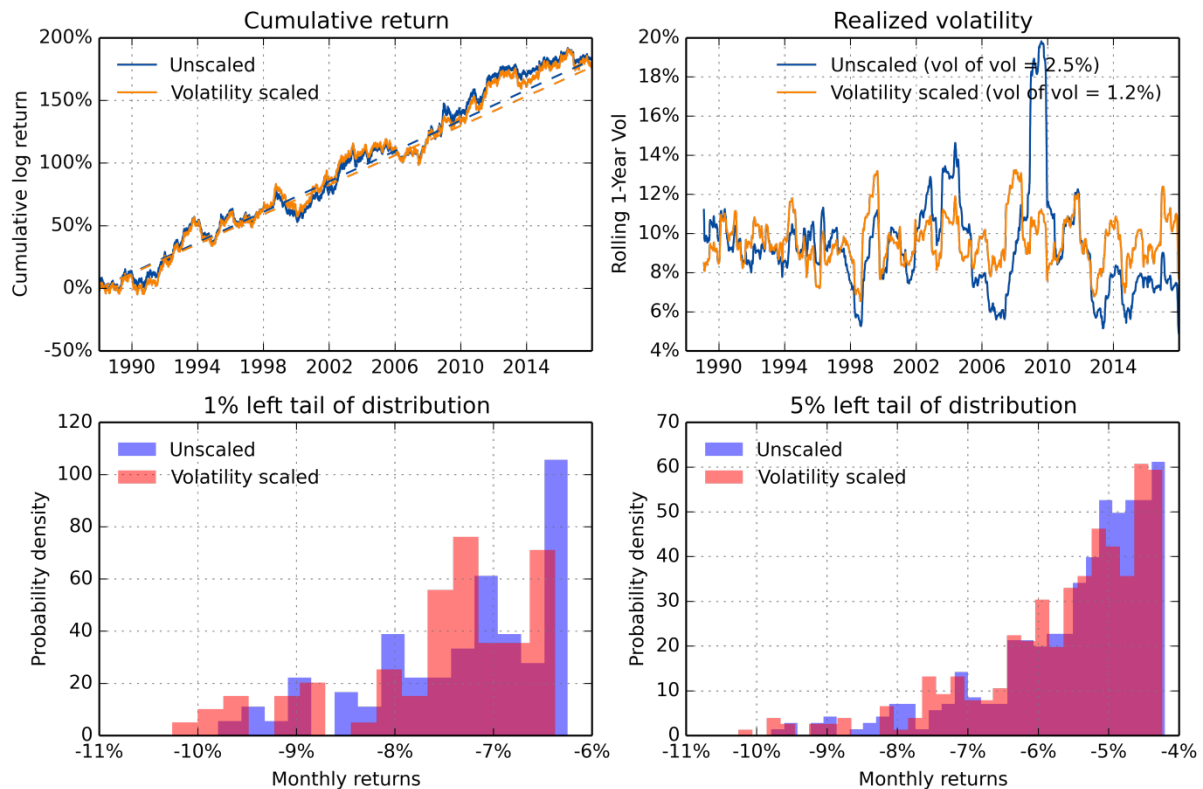 Cumulative return
200%
150%
100%
50%
0%
-50%
Cumulative log return
Unscaled
Volatility scaled
1990 1994 1998 2002 2006 2010 2014
Realized volatility
20%
18%
16%
14%
12%
10%
8%
6%
4%
Rolling 1-Year Vol
Unscaled (vol of vol = 2.5%)
Volatility scaled (vol of vol = 1.2%)
1990 1994 1998 2002 2006 2010 2014
1% left tail of distribution
120
100
80
60
40
20
0
Probability density
Unscaled
Volatility scaled
-11% -10% -9% -8% -7% -6%
Monthly returns
5% left tail of distribution
70
60
50
40
30
20
10
0
Probability density
Unscaled
Volatility scaled
-11% -10% -9% -8% -7% -6% -5% -4%
Monthly returns